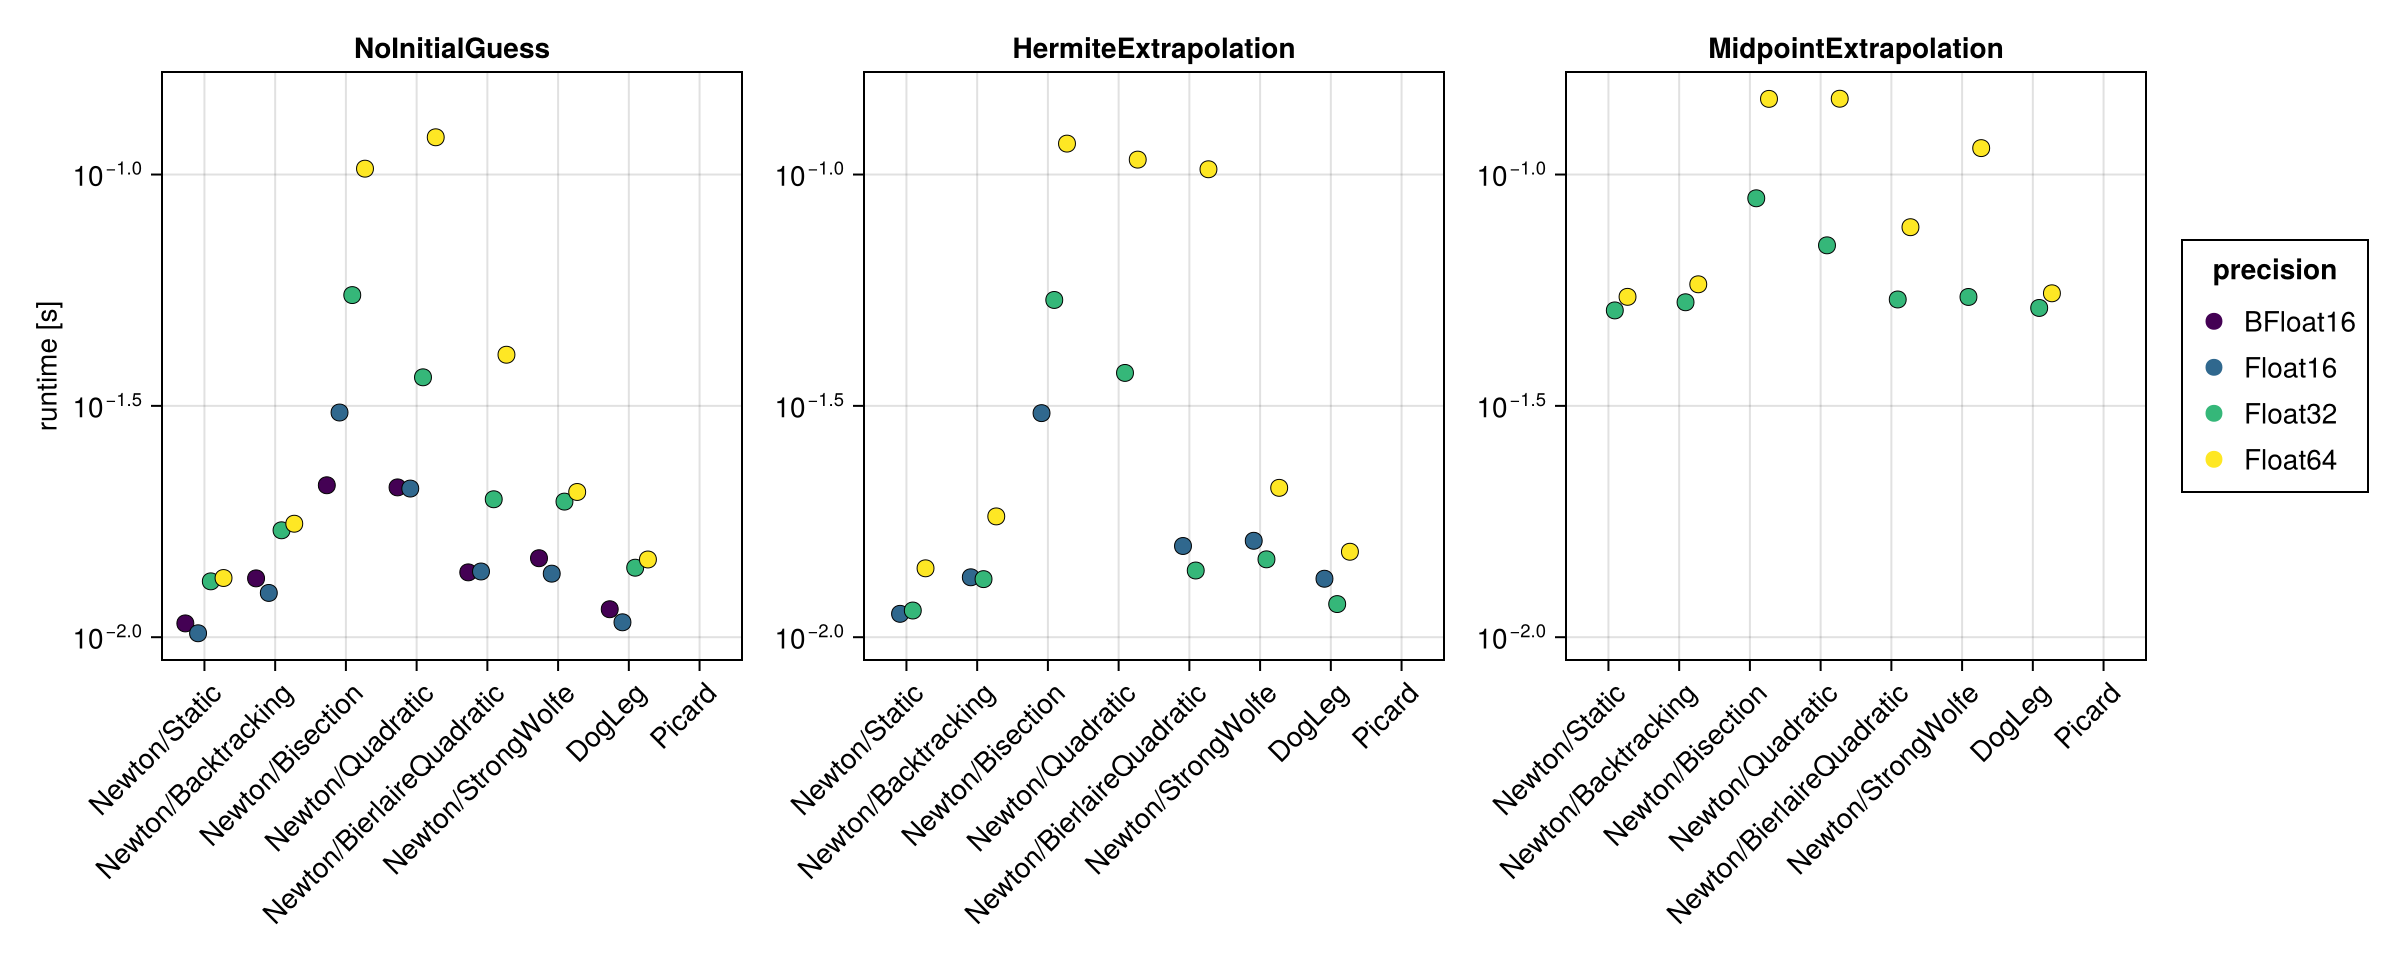 NoInitialGuess
HermiteExtrapolation
MidpointExtrapolation
runtime [s]
10−1.0
10−1.5
10−2.0
10−1.0
10−1.5
10−2.0
10−1.0
10−1.5
10−2.0
Newton/Static
Newton/Backtracking
Newton/Bisection
Newton/Quadratic
Newton/BierlaireQuadratic
Newton/StrongWolfe
DogLeg
Picard
Newton/Static
Newton/Backtracking
Newton/Bisection
Newton/Quadratic
Newton/BierlaireQuadratic
Newton/StrongWolfe
DogLeg
Picard
Newton/Static
Newton/Backtracking
Newton/Bisection
Newton/Quadratic
Newton/BierlaireQuadratic
Newton/StrongWolfe
DogLeg
Picard
precision
BFloat16
Float16
Float32
Float64